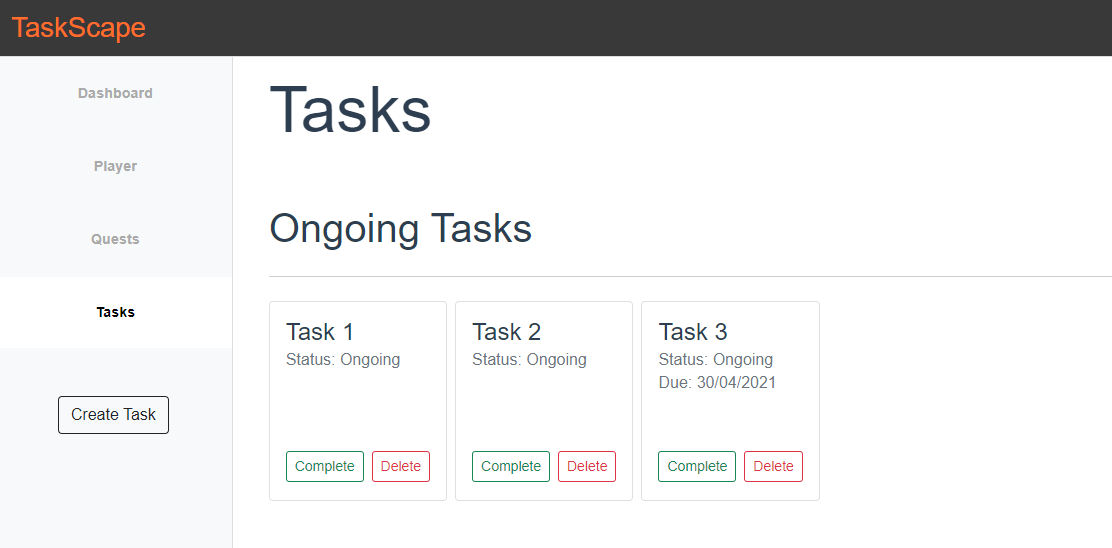 TaskScape
Dashboard
Player
Quests
Tasks
Create Task
Tasks
Ongoing Tasks
Task 1
Status: Ongoing
Complete
Delete
Task 2
Status: Ongoing
Complete
Delete
Task 3
Status: Ongoing
Due: 30/04/2021
Complete
Delete